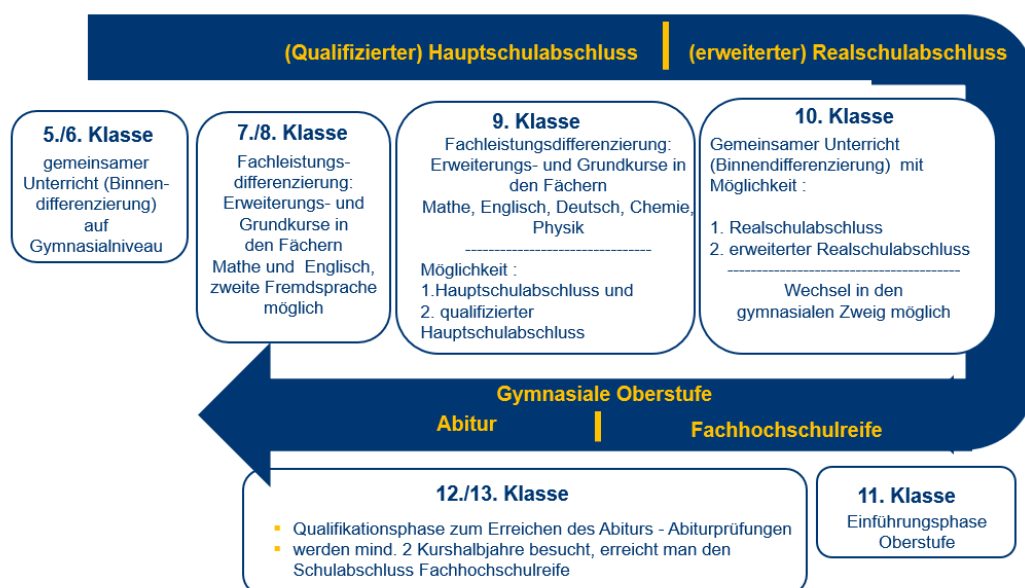 (Qualifizierter) Hauptschulabschluss | (erweiterter) Realschulabschluss
5./6. Klasse
gemeinsamer
Unterricht (Binnen-
differenzierung)
auf
Gymnasialniveau
7./8. Klasse
Fachleistungs-
differenzierung:
Erweiterungs- und
Grundkurse in
den Fächern
Mathe und Englisch,
zweite Fremdsprache
möglich
9. Klasse
Fachleistungsdifferenzierung:
Erweiterungs- und Grundkurse in
den Fächern
Mathe, Englisch, Deutsch, Chemie,
Physik
--------------------------------
Möglichkeit :
1.Hauptschulabschluss und
2. qualifizierter
Hauptschulabschluss
10. Klasse
Gemeinsamer Unterricht
(Binnendifferenzierung) mit
Möglichkeit :
1. Realschulabschluss
2. erweiterter Realschulabschluss
----------------------------------------
Wechsel in den
gymnasialen Zweig möglich
Gymnasiale Oberstufe
Abitur | Fachhochschulreife
12./13. Klasse
▪ Qualifikationsphase zum Erreichen des Abiturs - Abiturprüfungen
▪ werden mind. 2 Kurshalbjahre besucht, erreicht man den
Schulabschluss Fachhochschulreife
11. Klasse
Einführungsphase
Oberstufe